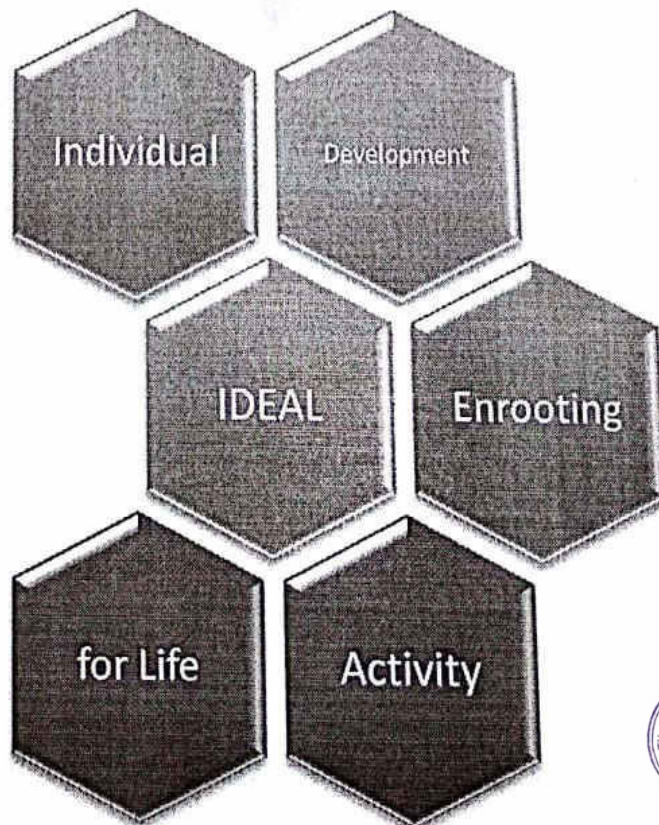 Individual
Development
IDEAL
Enrooting
for Life
Activity